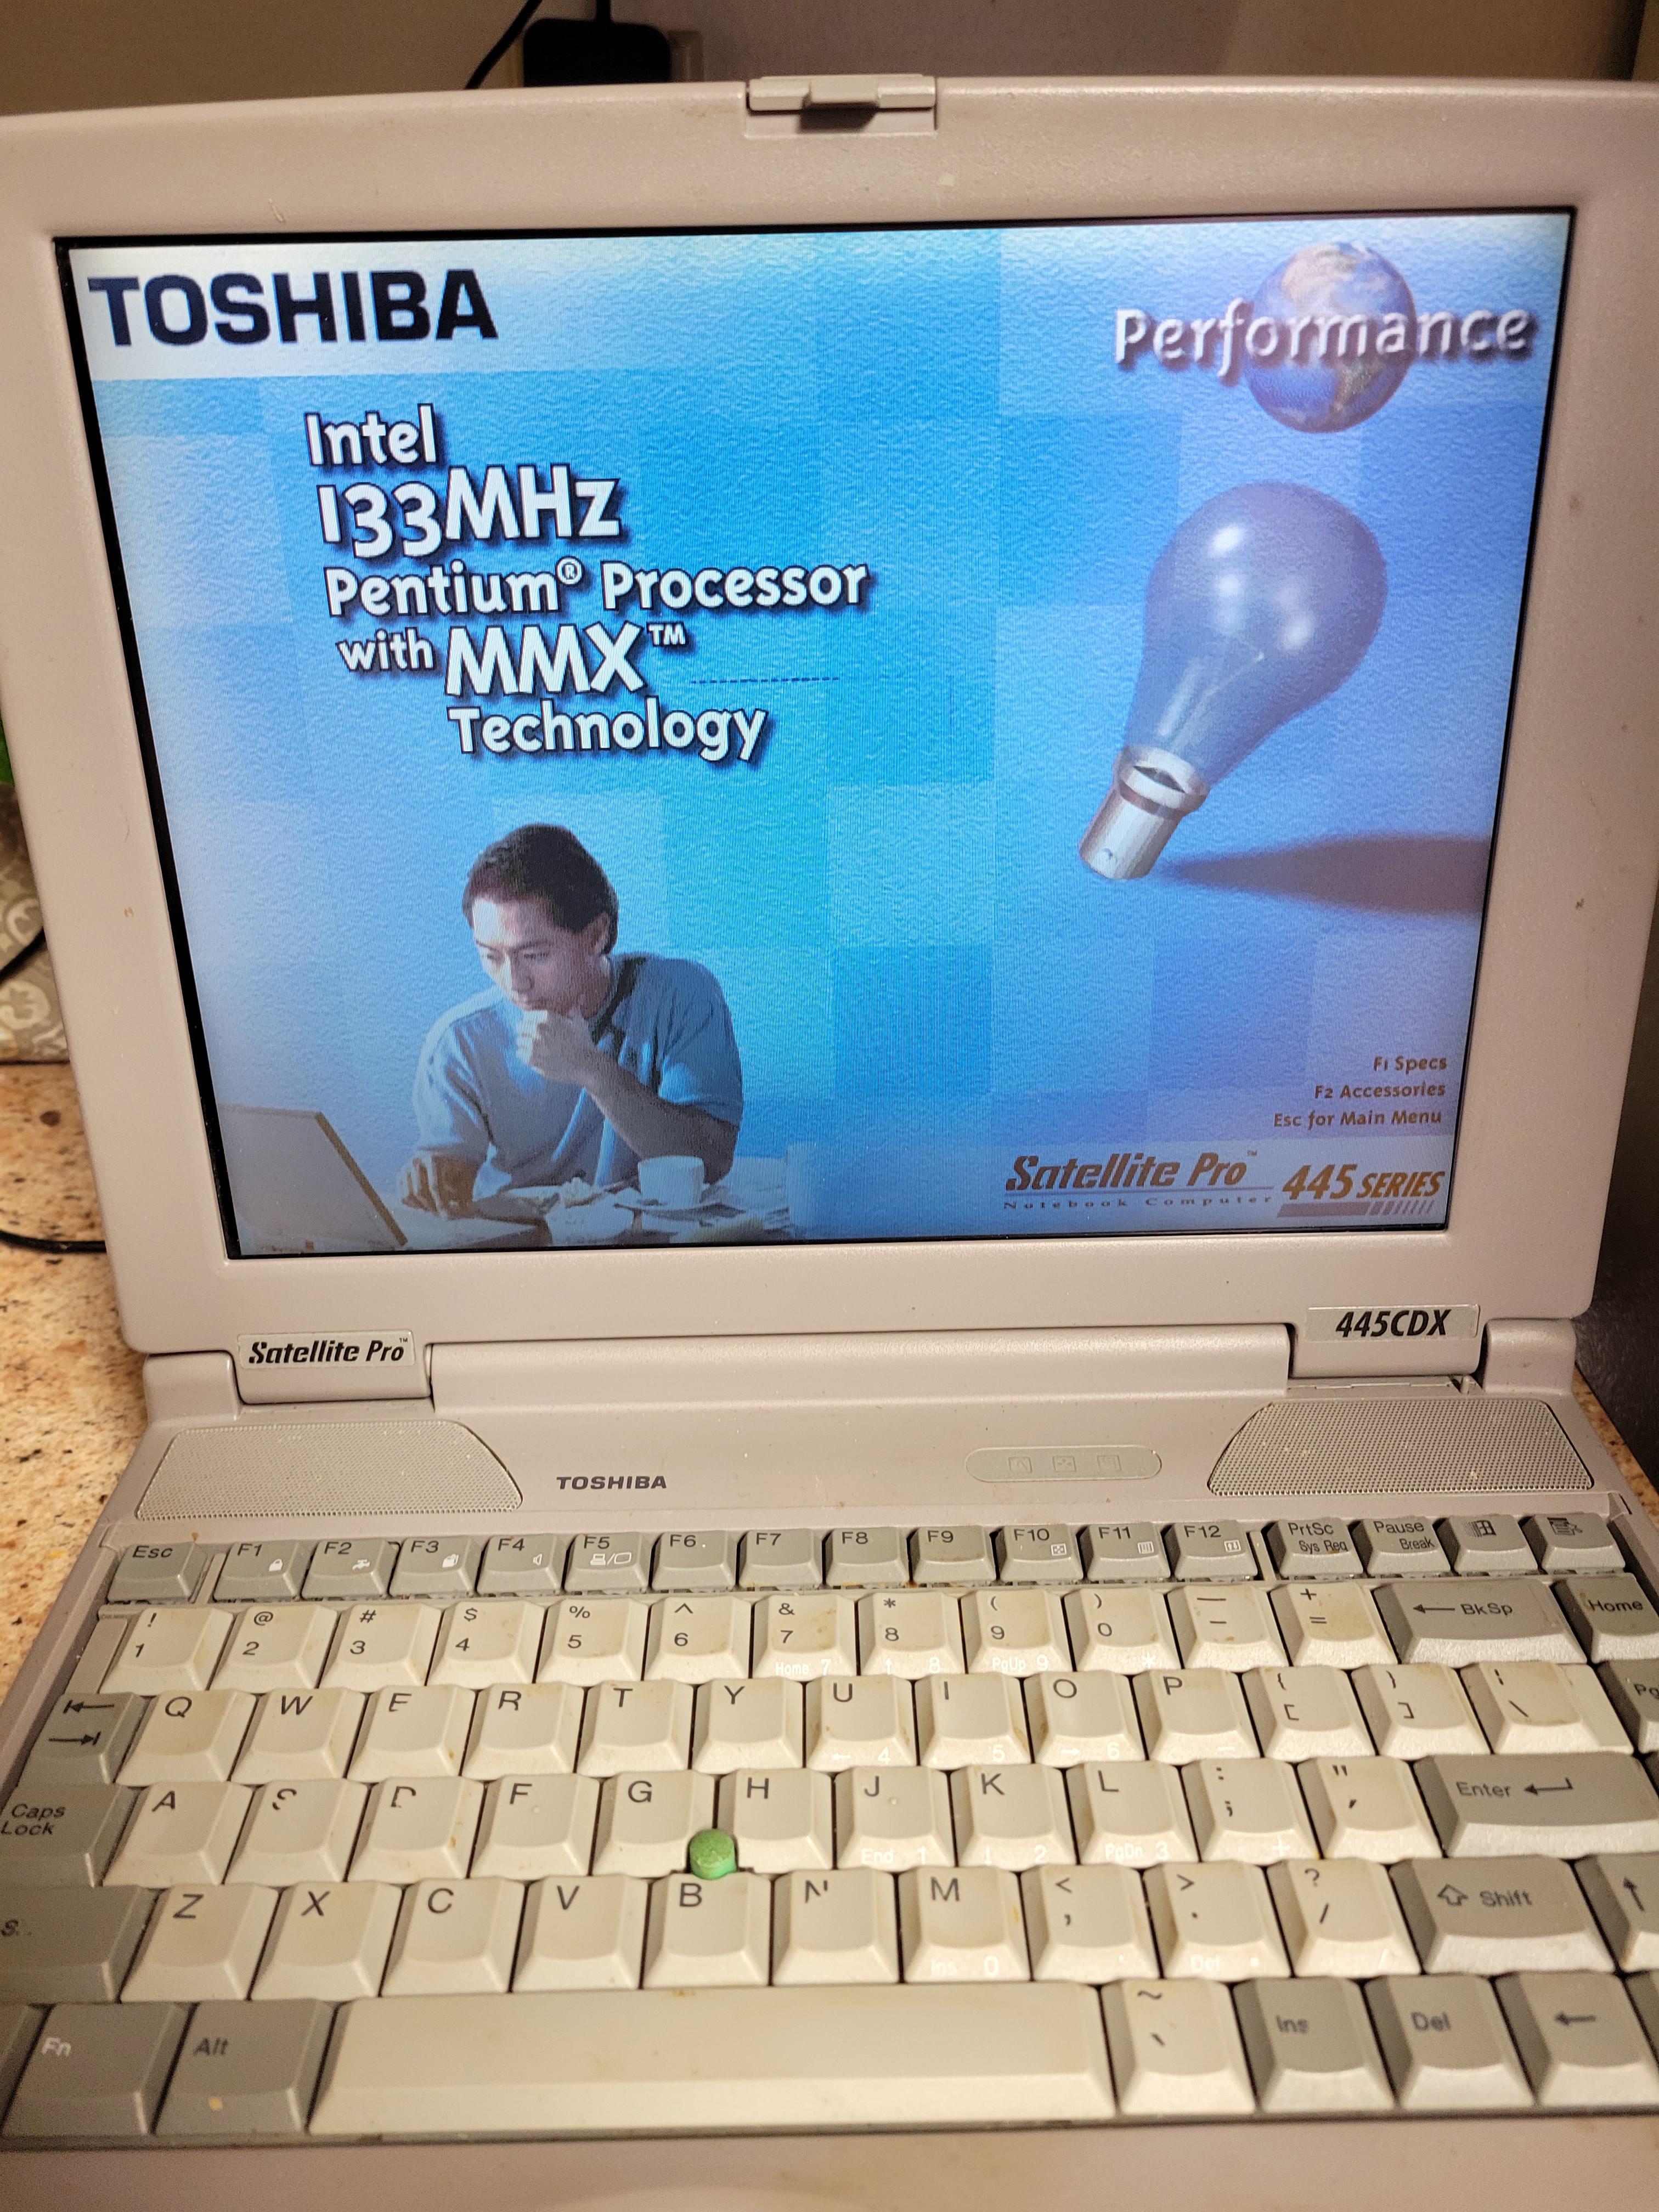 TOSHIBA
Performance
Intel
133MHz
Pentium® Processor
with MMX™
Technology
F1 Specs
F2 Accessories
Esc for Main Menu
Satellite Pro™ 445 SERIES
Notebook Computer
Satellite Pro™
445CDX
TOSHIBA
Esc F1 F2 F3 F4 F5 F6 F7 F8 F9 F10 F11 F12 PrtSc Pause
Sys Req Break
! @ # $ % ^ & * ( ) — +
1 2 3 4 5 6 7 8 9 0 – = ← BkSp Home
Home 7 ↑ 8 PgUp 9 *
Q W E R T Y U I O P { }  ¦
[ ] \
← 4 5 → 6 –
Caps
Lock
A F G H J K L : " Enter
; '
End 1 ↓ 2 PgDn 3 +
Z X C V B N M < > ? Shift ↑
, . /
Ins 0 . Del • /
Fn Alt ~ Ins Del ←
`